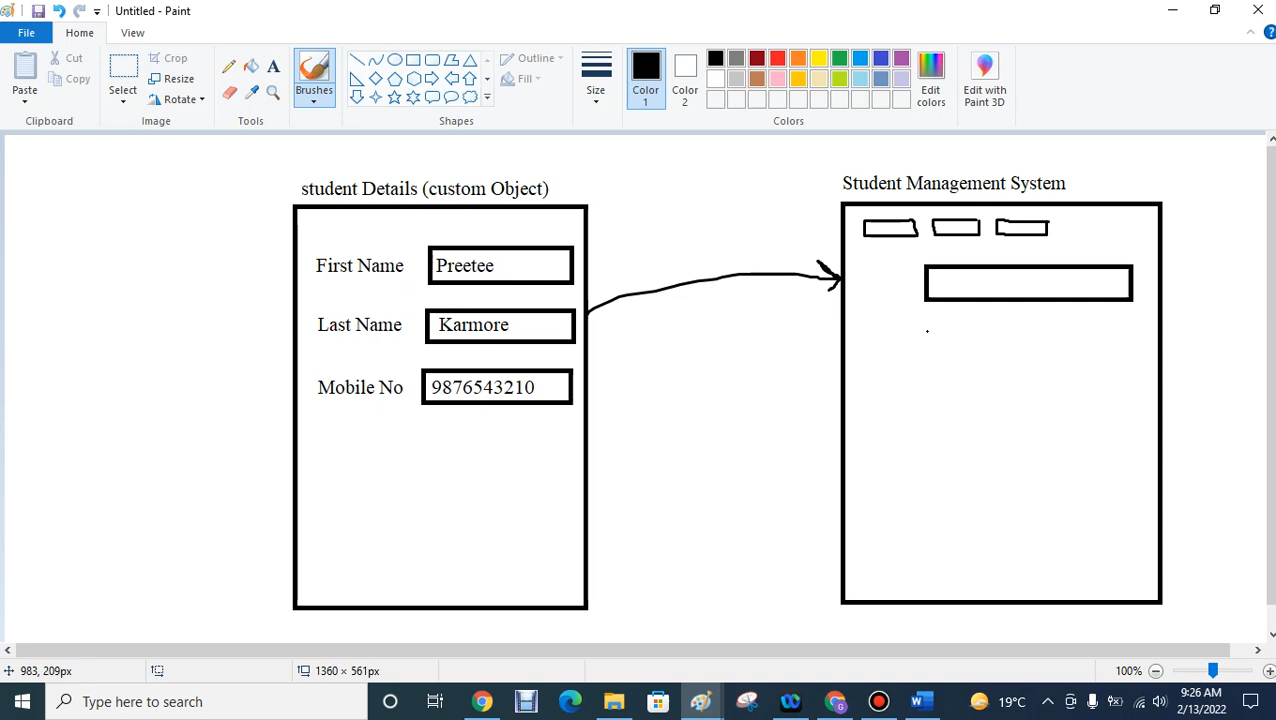 Untitled - Paint
File
Home
View
Paste
Cut
Copy
Clipboard
Select
Crop
Resize
Rotate
Image
Tools
Brushes
Shapes
Outline
Fill
Size
Color 1
Color 2
Colors
Edit colors
Edit with Paint 3D
student Details (custom Object)
First Name
Preetee
Last Name
Karmore
Mobile No
9876543210
Student Management System
983, 209px
1360 × 561px
100%
Type here to search
19°C
9:26 AM
2/13/2022